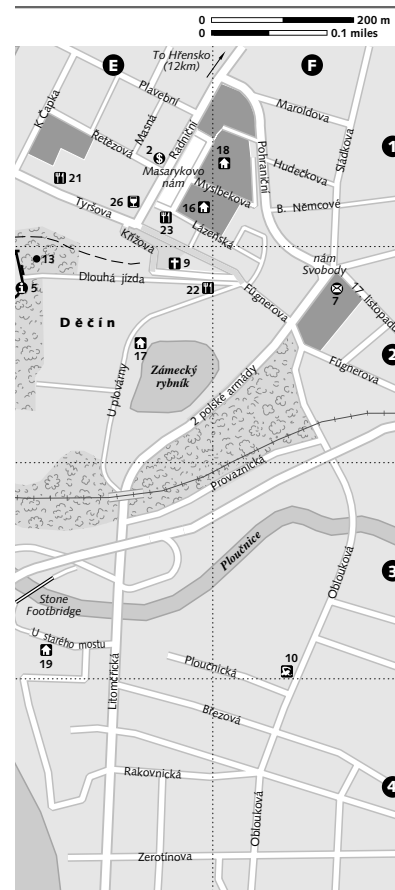 0 200 m
0 0.1 miles
E
F
To Hřensko
(12km)
Plavební
Maroldova
K Čapka
Masná
Radniční
Sládkova
1
2
Řetězová
18
Pohraniční
Hudečkova
Masarykovo
nám
21
Myslbekova
26
16
B. Němcové
Tyršova
23
Lázeňská
Křížová
nám
Svobody
13
9
Dlouhá jízda
5
22
7
17. listopadu
Fügnerova
Děčín
17
2
Zámecký
rybník
Fügnerova
U plovárny
2 polské armády
Provaznická
Ploučnice
3
Stone
Footbridge
Oblouková
U starého mostu
19
10
Ploučnická
Litoměřická
Březová
Rakovnická
4
Oblouková
Žerotínova